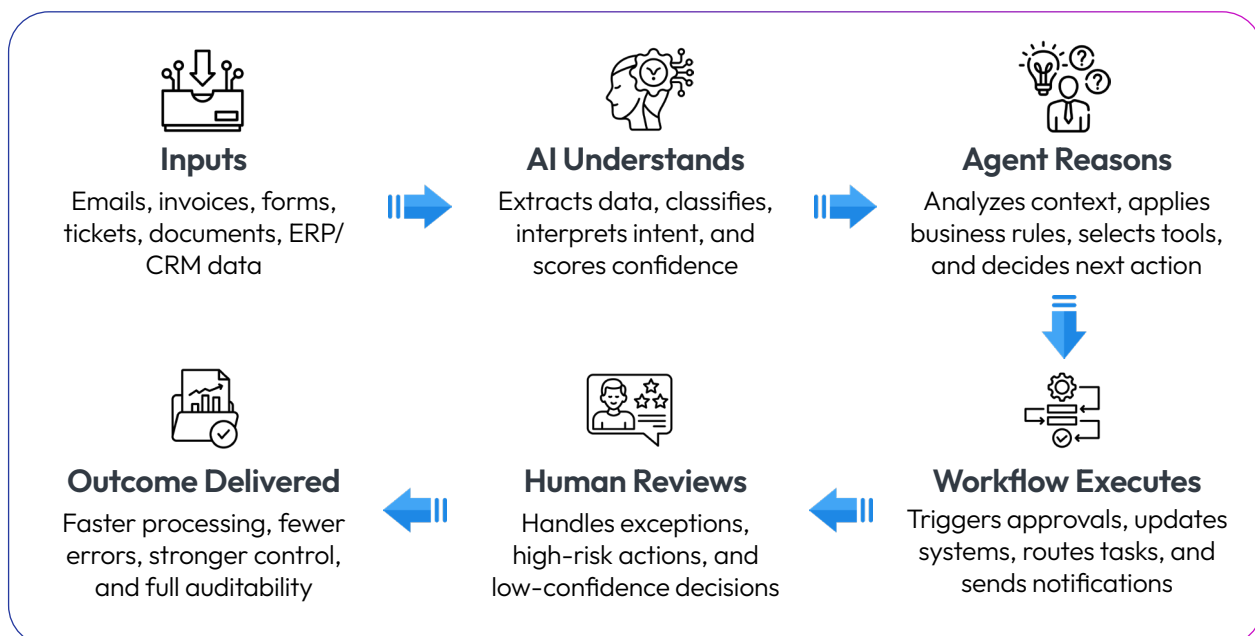 Inputs
Emails, invoices, forms,
tickets, documents, ERP/
CRM data
AI Understands
Extracts data, classifies,
interprets intent, and
scores confidence
Agent Reasons
Analyzes context, applies
business rules, selects tools,
and decides next action
Workflow Executes
Triggers approvals, updates
systems, routes tasks, and
sends notifications
Human Reviews
Handles exceptions,
high-risk actions, and
low-confidence decisions
Outcome Delivered
Faster processing, fewer
errors, stronger control,
and full auditability